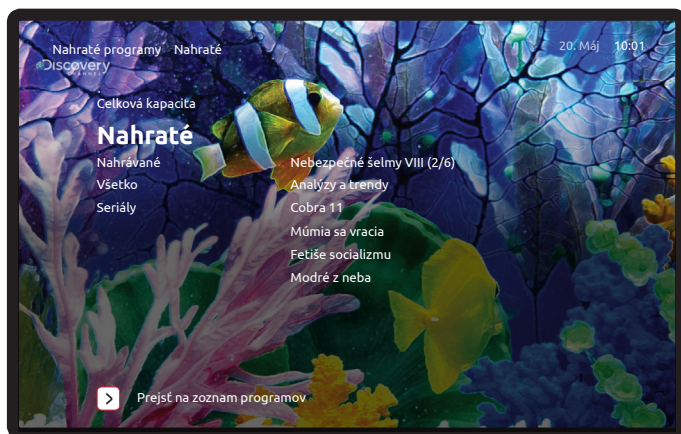 Nahraté programy Nahraté
20. Máj 10:01
Discovery
CHANNEL
Celková kapacita
Nahraté
Nahrávané
Všetko
Seriály
Nebezpečné šelmy VIII (2/6)
Analýzy a trendy
Cobra 11
Múmia sa vracia
Fetiše socializmu
Modré z neba
Prejsť na zoznam programov